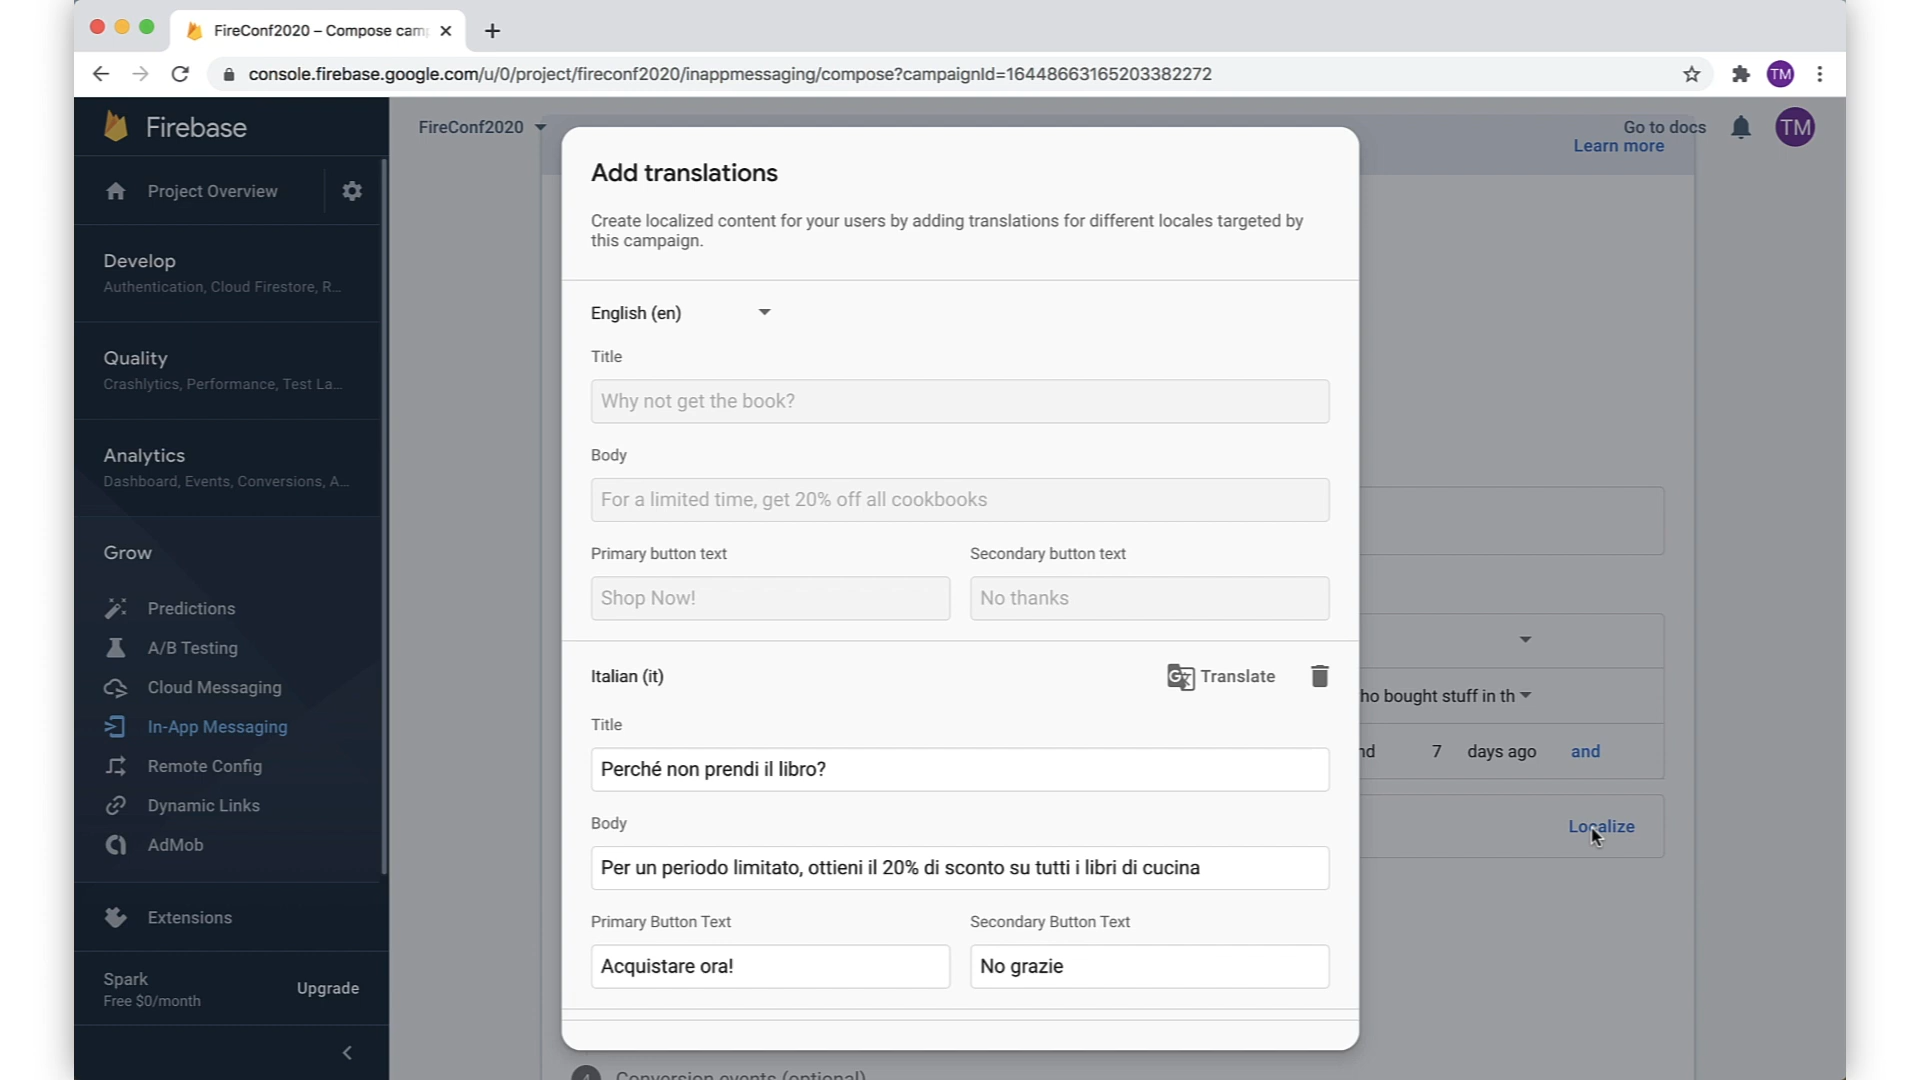 FireConf2020 – Compose cam
console.firebase.google.com/u/0/project/fireconf2020/inappmessaging/compose?campaignId=16448663165203382272
TM
Firebase
FireConf2020
Go to docs
TM
Learn more
Project Overview
Develop
Authentication, Cloud Firestore, R...
Quality
Crashlytics, Performance, Test La...
Analytics
Dashboard, Events, Conversions, A...
Grow
Predictions
A/B Testing
Cloud Messaging
In-App Messaging
Remote Config
Dynamic Links
AdMob
Extensions
Spark
Free $0/month
Upgrade
Add translations
Create localized content for your users by adding translations for different locales targeted by
this campaign.
English (en)
Title
Why not get the book?
Body
For a limited time, get 20% off all cookbooks
Primary button text
Secondary button text
Shop Now!
No thanks
Italian (it)
Translate
Title
Perché non prendi il libro?
Body
Per un periodo limitato, ottieni il 20% di sconto su tutti i libri di cucina
Primary Button Text
Secondary Button Text
Acquistare ora!
No grazie
ho bought stuff in th
nd 7 days ago and
Localize
4 Conversion events (optional)